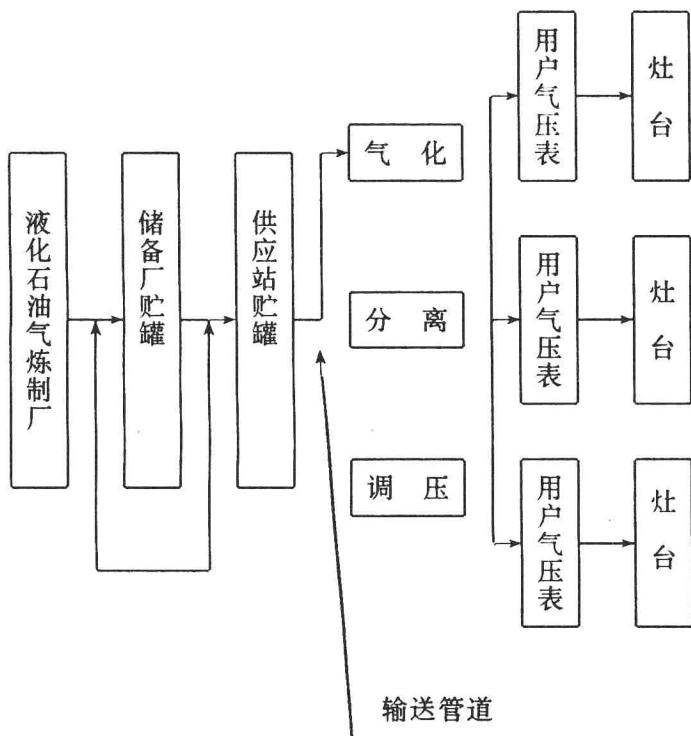 液化石油气炼制厂
储备厂贮罐
供应站贮罐
气化
分离
调压
用户气压表
灶台
用户气压表
灶台
用户气压表
灶台
输送管道